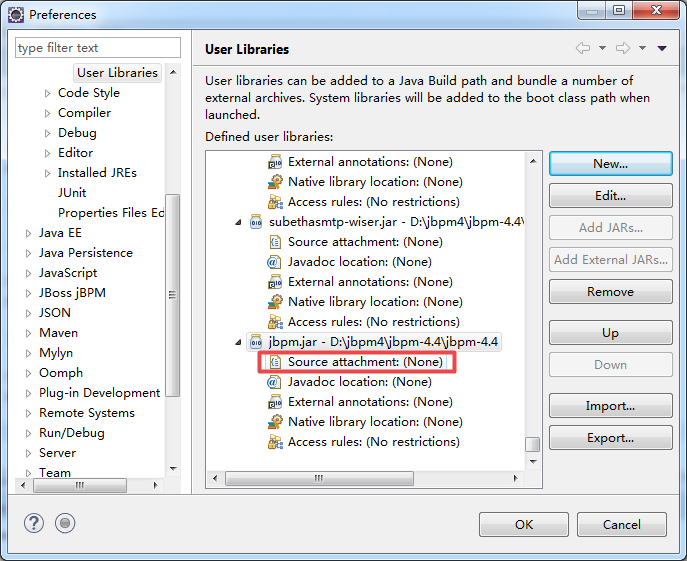 Preferences
type filter text
User Libraries
Code Style
Compiler
Debug
Editor
Installed JREs
JUnit
Properties Files Ed
Java EE
Java Persistence
JavaScript
JBoss jBPM
JSON
Maven
Mylyn
Oomph
Plug-in Development
Remote Systems
Run/Debug
Server
Team
User Libraries
User libraries can be added to a Java Build path and bundle a number of
external archives. System libraries will be added to the boot class path when
launched.
Defined user libraries:
External annotations: (None)
Native library location: (None)
Access rules: (No restrictions)
subethasmtp-wiser.jar - D:\jbpm4\jbpm-4.4\
Source attachment: (None)
Javadoc location: (None)
External annotations: (None)
Native library location: (None)
Access rules: (No restrictions)
jbpm.jar - D:\jbpm4\jbpm-4.4\jbpm-4.4
Source attachment: (None)
Javadoc location: (None)
External annotations: (None)
Native library location: (None)
Access rules: (No restrictions)
New...
Edit...
Add JARs...
Add External JARs...
Remove
Up
Down
Import...
Export...
OK
Cancel